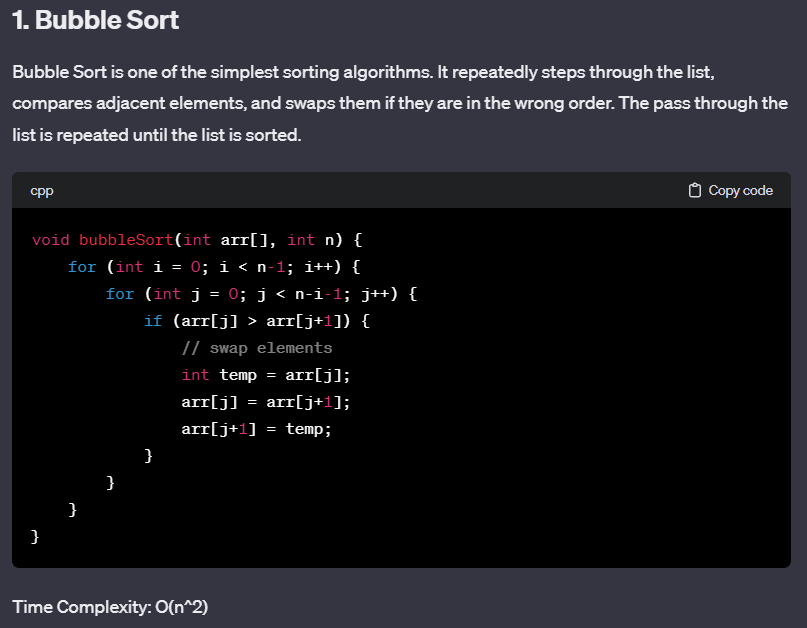 1. Bubble Sort
Bubble Sort is one of the simplest sorting algorithms. It repeatedly steps through the list,
compares adjacent elements, and swaps them if they are in the wrong order. The pass through the
list is repeated until the list is sorted.
cpp Copy code
void bubbleSort(int arr[], int n) {
    for (int i = 0; i < n-1; i++) {
        for (int j = 0; j < n-i-1; j++) {
            if (arr[j] > arr[j+1]) {
                // swap elements
                int temp = arr[j];
                arr[j] = arr[j+1];
                arr[j+1] = temp;
            }
        }
    }
}
Time Complexity: O(n^2)